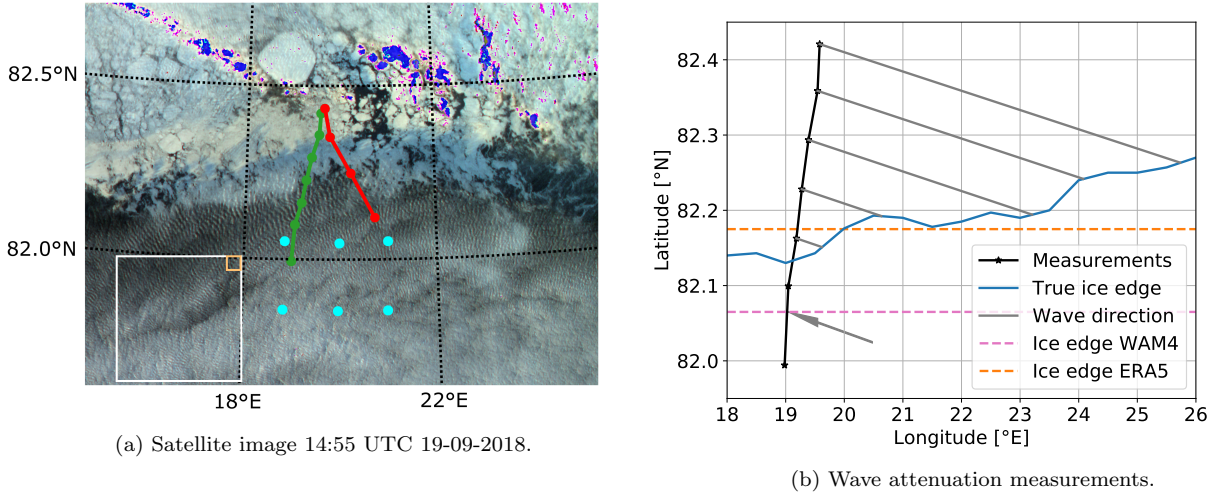 82.5°N
82.0°N
18°E
22°E
(a) Satellite image 14:55 UTC 19-09-2018.
Latitude [°N]
82.4
82.3
82.2
82.1
82.0
Measurements
True ice edge
Wave direction
Ice edge WAM4
Ice edge ERA5
18
19
20
21
22
23
24
25
26
Longitude [°E]
(b) Wave attenuation measurements.